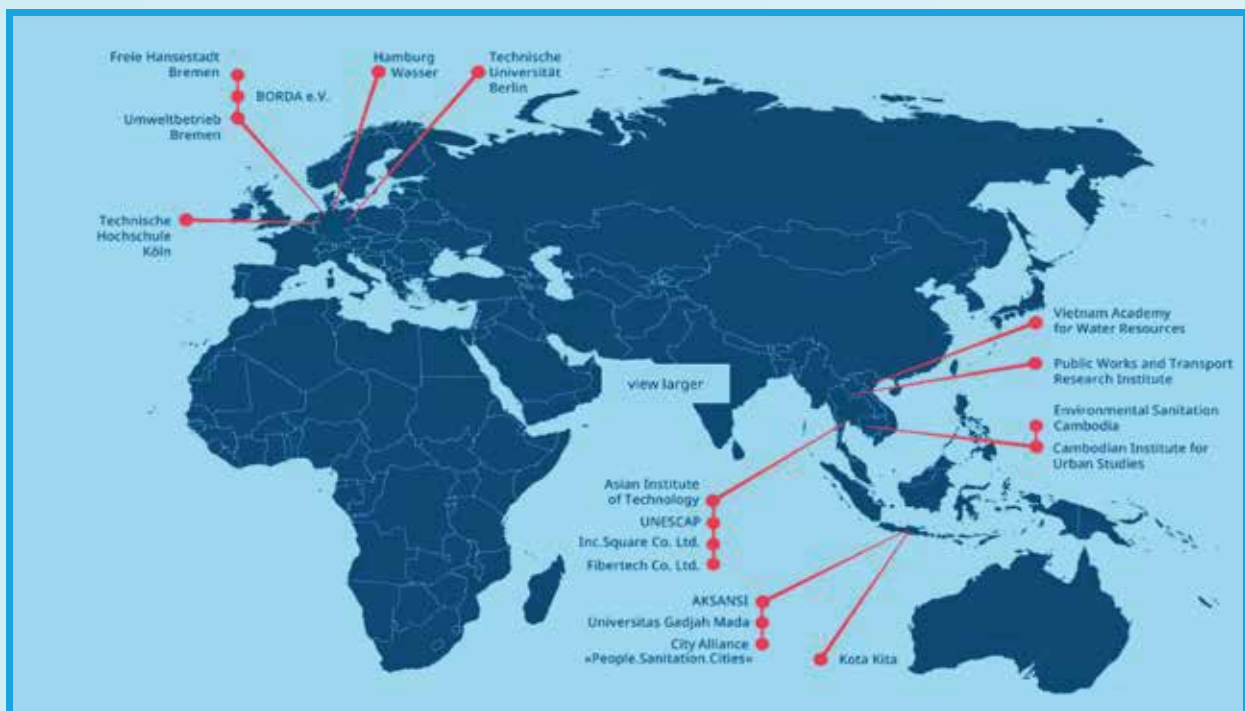 Freie Hansestadt
Bremen
BORDA e.V.
Umweltbetrieb
Bremen
Hamburg
Wasser
Technische
Universität
Berlin
Technische
Hochschule
Köln
Vietnam Academy
for Water Resources
view larger
Public Works and Transport
Research Institute
Environmental Sanitation
Cambodia
Cambodian Institute for
Urban Studies
Asian Institute
of Technology
UNESCAP
Inc.Square Co. Ltd.
Fibertech Co. Ltd.
AKSANSI
Universitas Gadjah Mada
City Alliance
»People.Sanitation.Cities«
Kota Kita